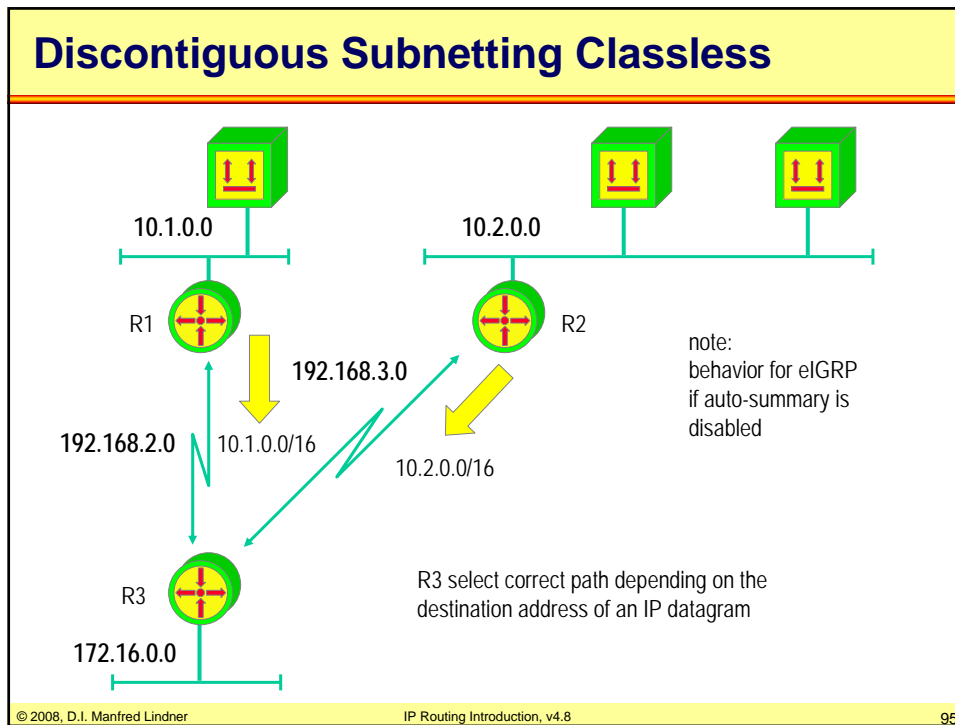 Discontiguous Subnetting Classless
10.1.0.0
10.2.0.0
R1
R2
192.168.3.0
note:
behavior for eIGRP
if auto-summary is
disabled
192.168.2.0
10.1.0.0/16
10.2.0.0/16
R3
R3 select correct path depending on the
destination address of an IP datagram
172.16.0.0
© 2008, D.I. Manfred Lindner
IP Routing Introduction, v4.8
95